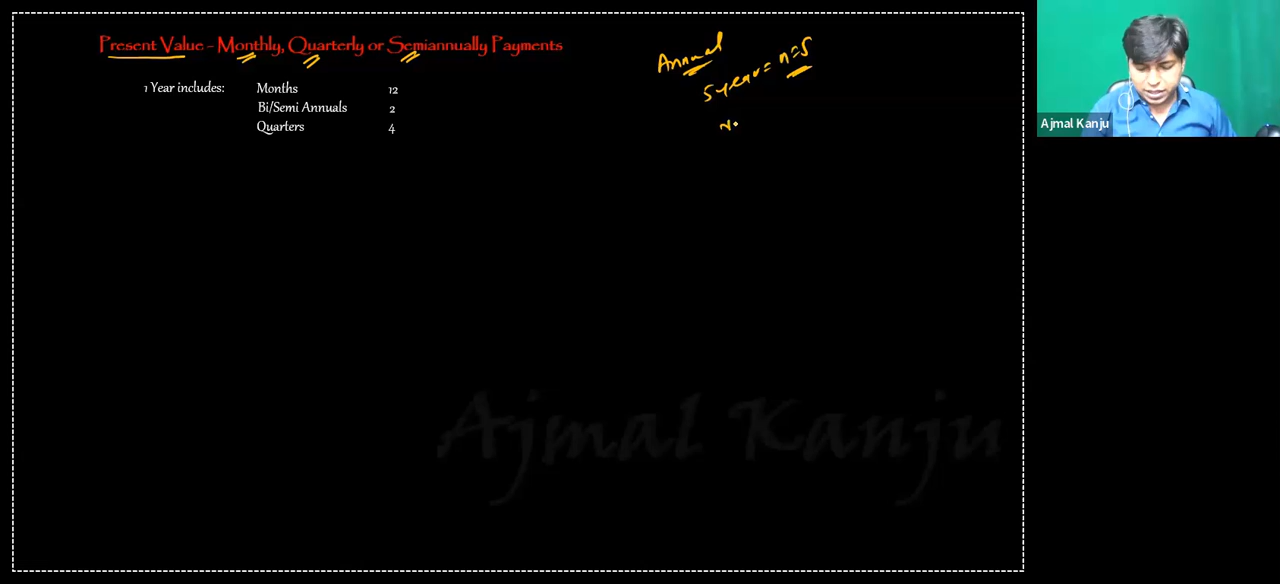 Present Value - Monthly, Quarterly or Semiannually Payments
1 Year includes: Months 12
Bi/Semi Annuals 2
Quarters 4
Annual
5 year = n=5
Ajmal Kanju
Ajmal Kanju